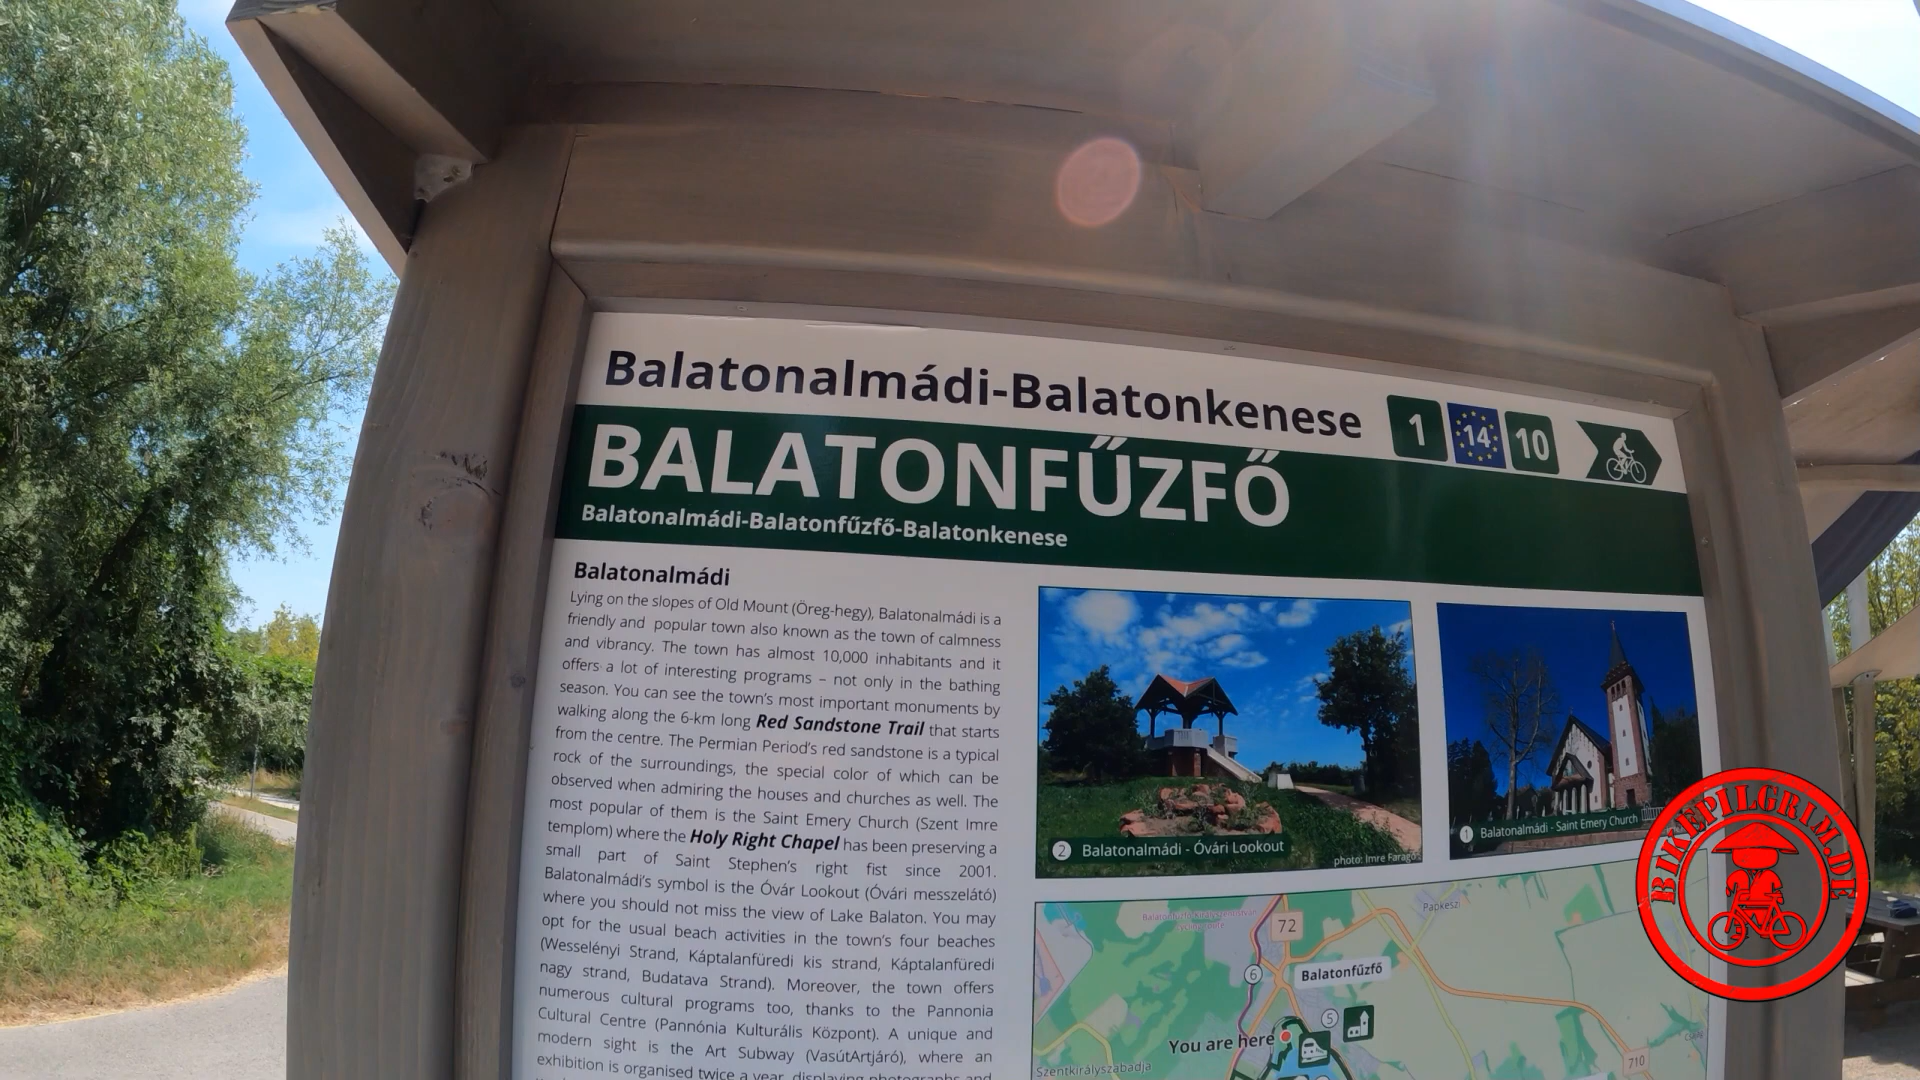 Balatonalmádi-Balatonkenese
1 14 10
BALATONFŰZFŐ
Balatonalmádi-Balatonfűzfő-Balatonkenese
Balatonalmádi
Lying on the slopes of Old Mount (Öreg-hegy), Balatonalmádi is a
friendly and popular town also known as the town of calmness
and vibrancy. The town has almost 10,000 inhabitants and it
offers a lot of interesting programs – not only in the bathing
season. You can see the town's most important monuments by
walking along the 6-km long Red Sandstone Trail that starts
from the centre. The Permian Period's red sandstone is a typical
rock of the surroundings, the special color of which can be
observed when admiring the houses and churches as well. The
most popular of them is the Saint Emery Church (Szent Imre
templom) where the Holy Right Chapel has been preserving a
small part of Saint Stephen's right fist since 2001.
Balatonalmádi's symbol is the Óvár Lookout (Óvári messzelátó)
where you should not miss the view of Lake Balaton. You may
opt for the usual beach activities in the town's four beaches
(Wesselényi Strand, Káptalanfüredi kis strand, Káptalanfüredi
nagy strand, Budatava Strand). Moreover, the town offers
numerous cultural programs too, thanks to the Pannonia
Cultural Centre (Pannónia Kulturális Központ). A unique and
modern sight is the Art Subway (VasútArtjáró), where an
exhibition is organised twice a year, displaying photographs and
2 Balatonalmádi - Óvári Lookout
photo: Imre Faragó
1 Balatonalmádi - Saint Emery Church
72
Papkeszi
6
Balatonfűzfő
5
You are here
Szentkirályszabadja
710
BIKEPILGRIM.DE